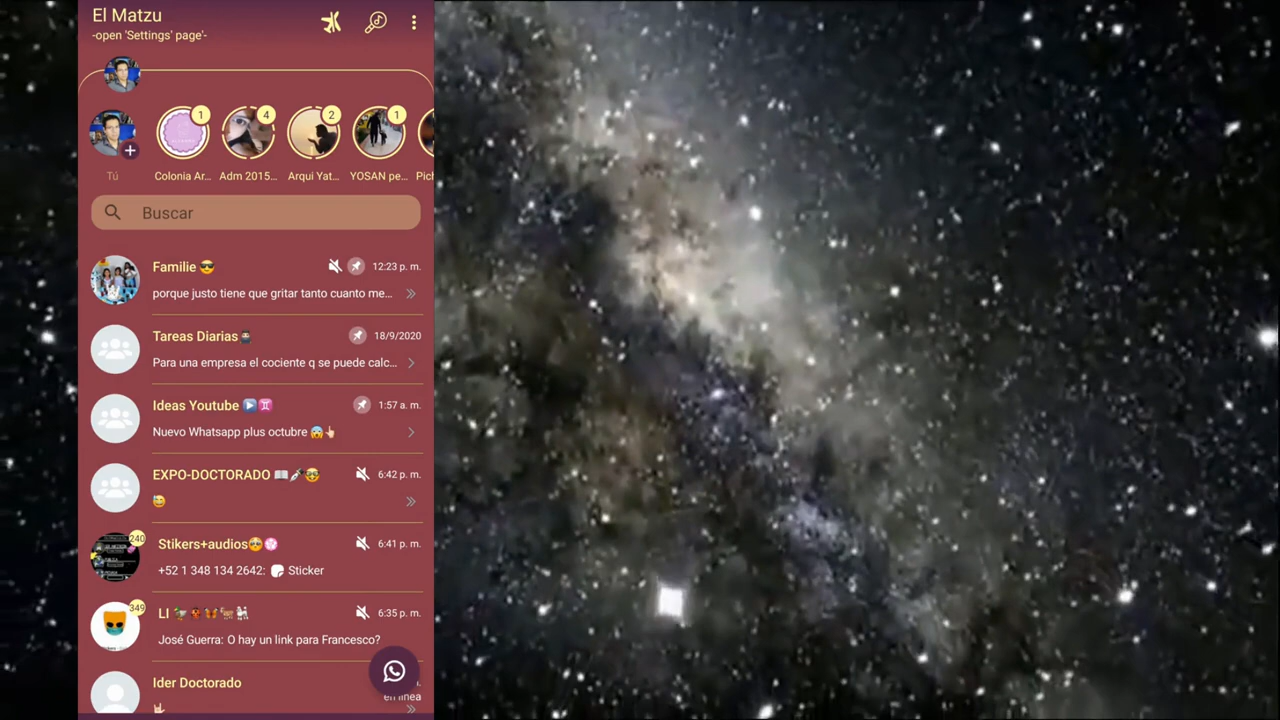 El Matzu
-open 'Settings' page'-
1
4
2
1
Tú
Colonia Ar...
Adm 2015...
Arqui Yat...
YOSAN pe...
Pich
Buscar
Familie 😎
12:23 p. m.
porque justo tiene que gritar tanto cuanto me...
Tareas Diarias
18/9/2020
Para una empresa el cociente q se puede calc...
Ideas Youtube ▶️♊
1:57 a. m.
Nuevo Whatsapp plus octubre 😱👆🏻
EXPO-DOCTORADO 📖
6:42 p. m.
😅
240
Stikers+audios
6:41 p. m.
+52 1 348 134 2642: Sticker
349
LI
6:35 p. m.
José Guerra: O hay un link para Francesco?
Ider Doctorado
en línea